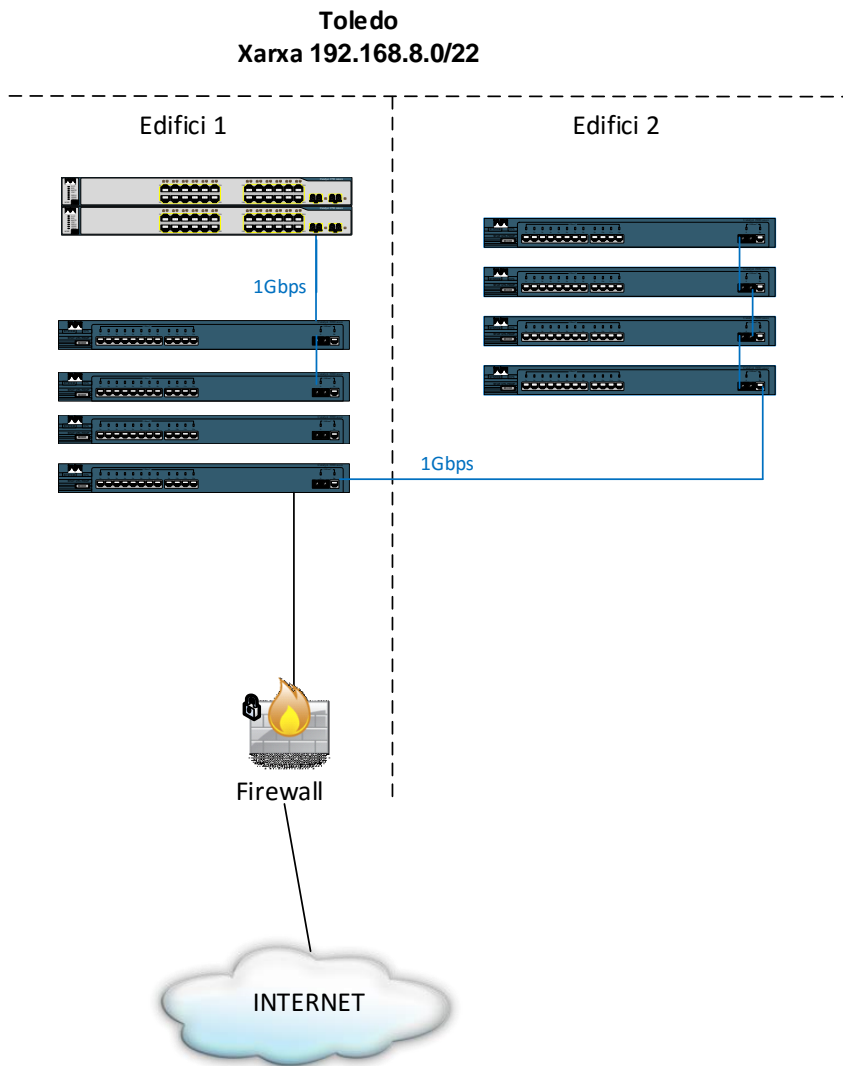 Toledo
Xarxa 192.168.8.0/22
Edifici 1
Edifici 2
1Gbps
1Gbps
Firewall
INTERNET